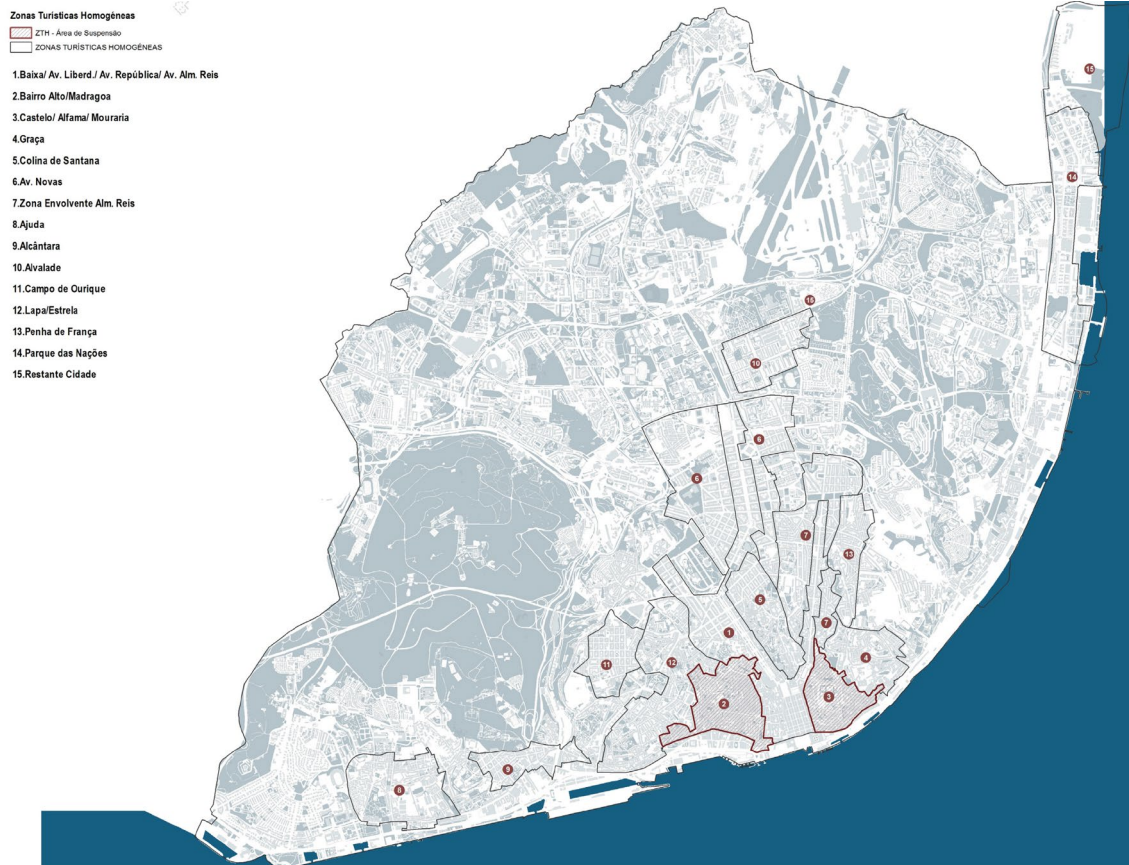 Zonas Turísticas Homogéneas
ZTH - Área de Suspensão
ZONAS TURÍSTICAS HOMOGÉNEAS
1.Baixa/ Av. Liberd./ Av. República/ Av. Alm. Reis
2.Bairro Alto/Madragoa
3.Castelo/ Alfama/ Mouraria
4.Graça
5.Colina de Santana
6.Av. Novas
7.Zona Envolvente Alm. Reis
8.Ajuda
9.Alcântara
10.Alvalade
11.Campo de Ourique
12.Lapa/Estrela
13.Penha de França
14.Parque das Nações
15.Restante Cidade
15
14
15
10
6
6
7
13
5
7
1
4
11
12
3
2
9
8